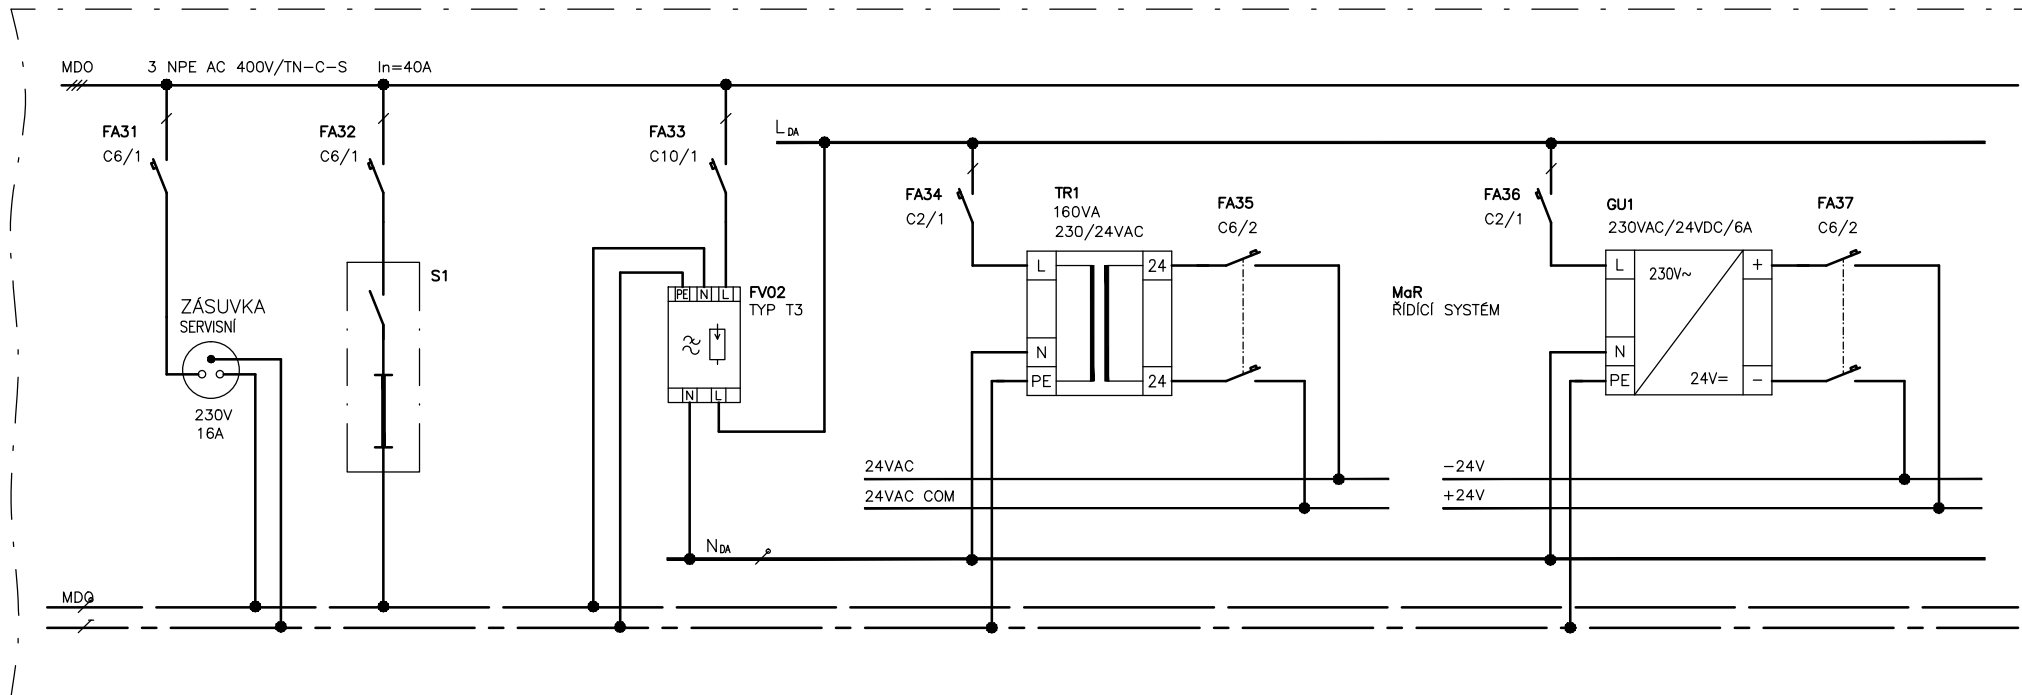 MDO 3 NPE AC 400V/TN-C-S In=40A
FA31
C6/1
FA32
C6/1
FA33
C10/1
LDA
FA34
C2/1
TR1
160VA
230/24VAC
FA35
C6/2
FA36
C2/1
GU1
230VAC/24VDC/6A
FA37
C6/2
S1
ZÁSUVKA
SERVISNÍ
230V
16A
PE N L
FV02
TYP T3
N L
L
N
PE
24
24
MaR
ŘÍDÍCÍ SYSTÉM
L
N
PE
230V~
24V=
+
-
24VAC
24VAC COM
-24V
+24V
NDA
MDO